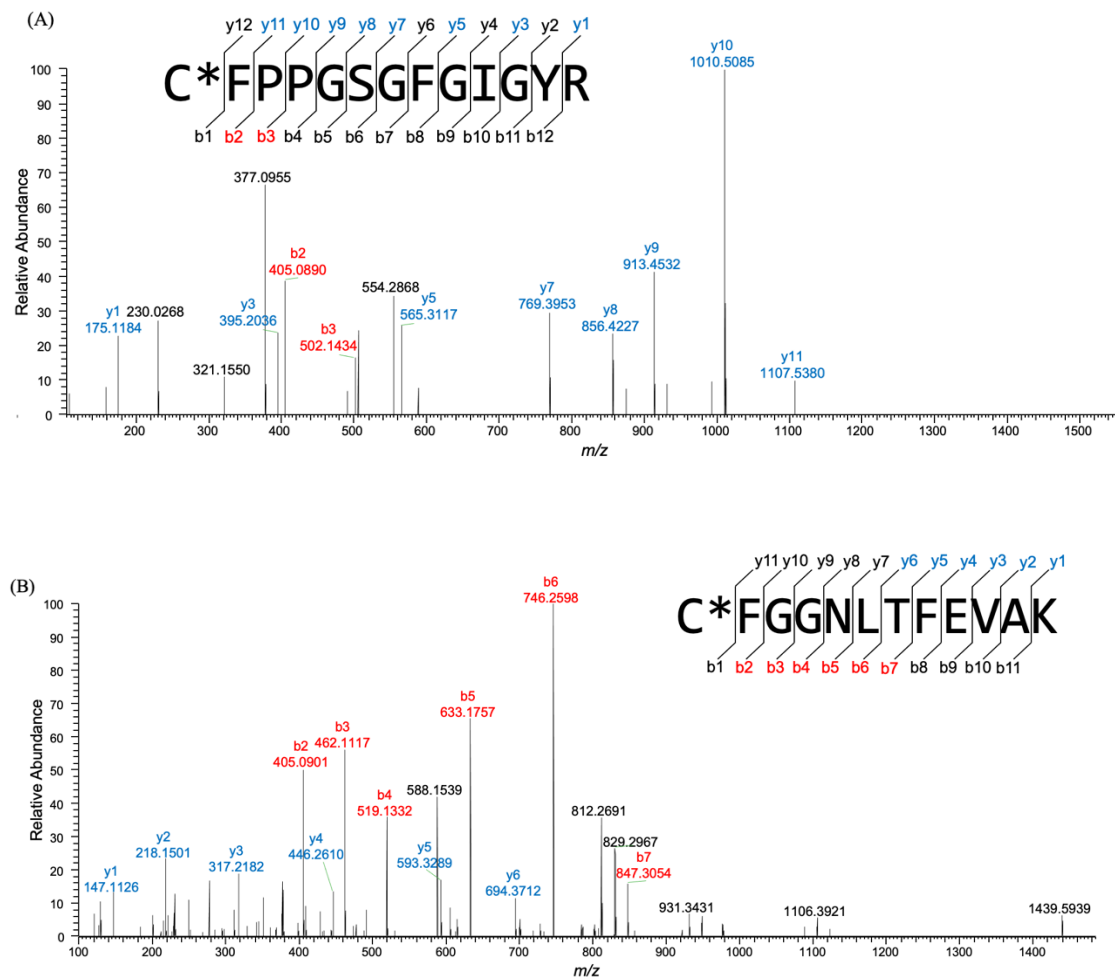 (A)
y12 y11 y10 y9 y8 y7 y6 y5 y4 y3 y2 y1
C*FPPGSGFGIGYR
b1 b2 b3 b4 b5 b6 b7 b8 b9 b10 b11 b12
y10
1010.5085
377.0955
b2
405.0890
y9
913.4532
554.2868
y7
769.3953
y1
175.1184
230.0268
y3
395.2036
y5
565.3117
y8
856.4227
b3
502.1434
321.1550
y11
1107.5380
Relative Abundance
100
90
80
70
60
50
40
30
20
10
0
200 300 400 500 600 700 800 900 1000 1100 1200 1300 1400 1500
m/z
(B)
y11 y10 y9 y8 y7 y6 y5 y4 y3 y2 y1
C*FGGNLTFEVAK
b1 b2 b3 b4 b5 b6 b7 b8 b9 b10 b11
b6
746.2598
b5
633.1757
b3
462.1117
b2
405.0901
b4
519.1332
588.1539
812.2691
829.2967
y2
218.1501
y4
446.2610
y5
593.3289
b7
847.3054
y1
147.1126
y3
317.2182
y6
694.3712
931.3431
1106.3921
1439.5939
Relative Abundance
100
90
80
70
60
50
40
30
20
10
0
100 200 300 400 500 600 700 800 900 1000 1100 1200 1300 1400
m/z